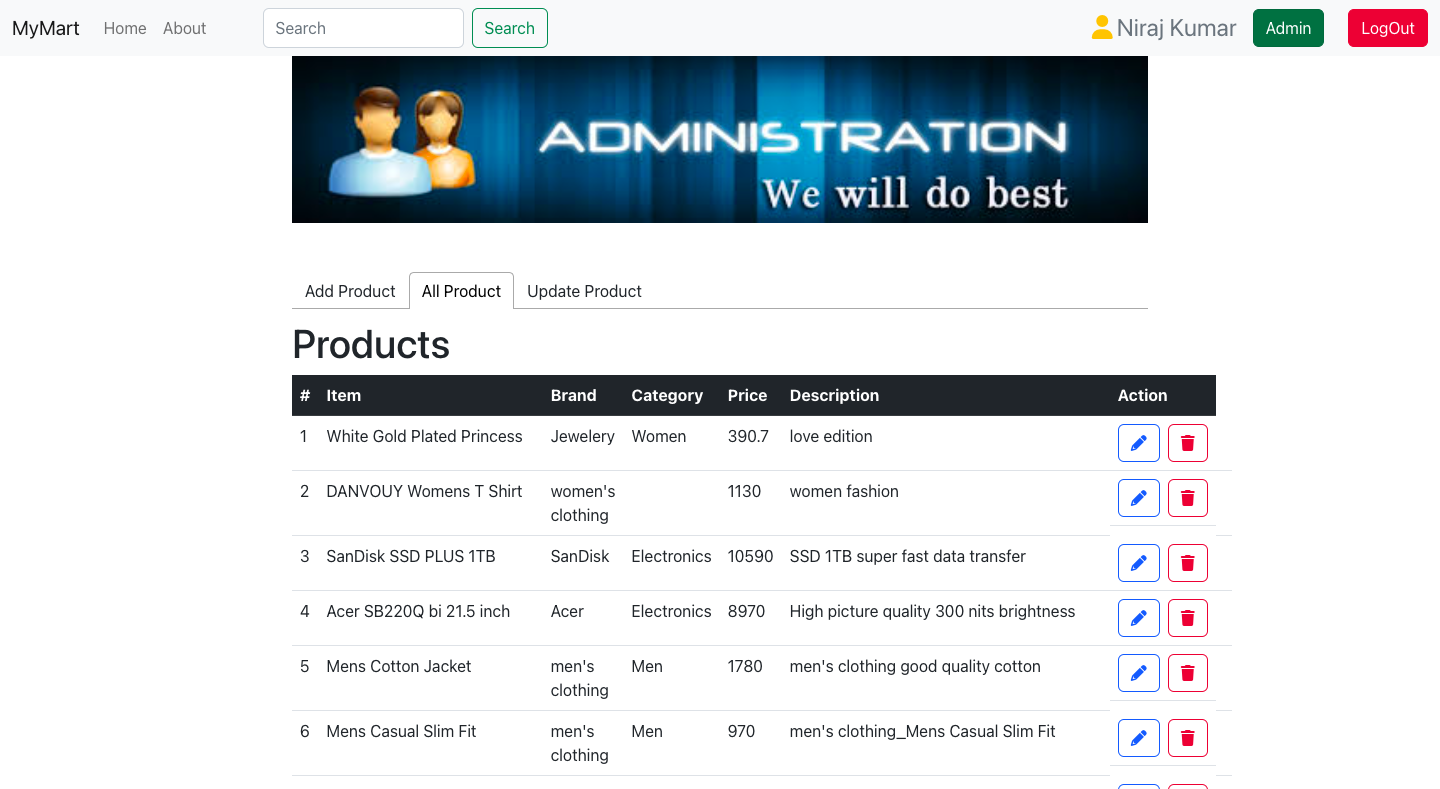 MyMart Home About Search Search Niraj Kumar Admin LogOut
ADMINISTRATION
We will do best
Add Product All Product Update Product
Products
# Item Brand Category Price Description Action
1 White Gold Plated Princess Jewelery Women 390.7 love edition
2 DANVOUY Womens T Shirt women's 1130 women fashion
clothing
3 SanDisk SSD PLUS 1TB SanDisk Electronics 10590 SSD 1TB super fast data transfer
4 Acer SB220Q bi 21.5 inch Acer Electronics 8970 High picture quality 300 nits brightness
5 Mens Cotton Jacket men's Men 1780 men's clothing good quality cotton
clothing
6 Mens Casual Slim Fit men's Men 970 men's clothing_Mens Casual Slim Fit
clothing